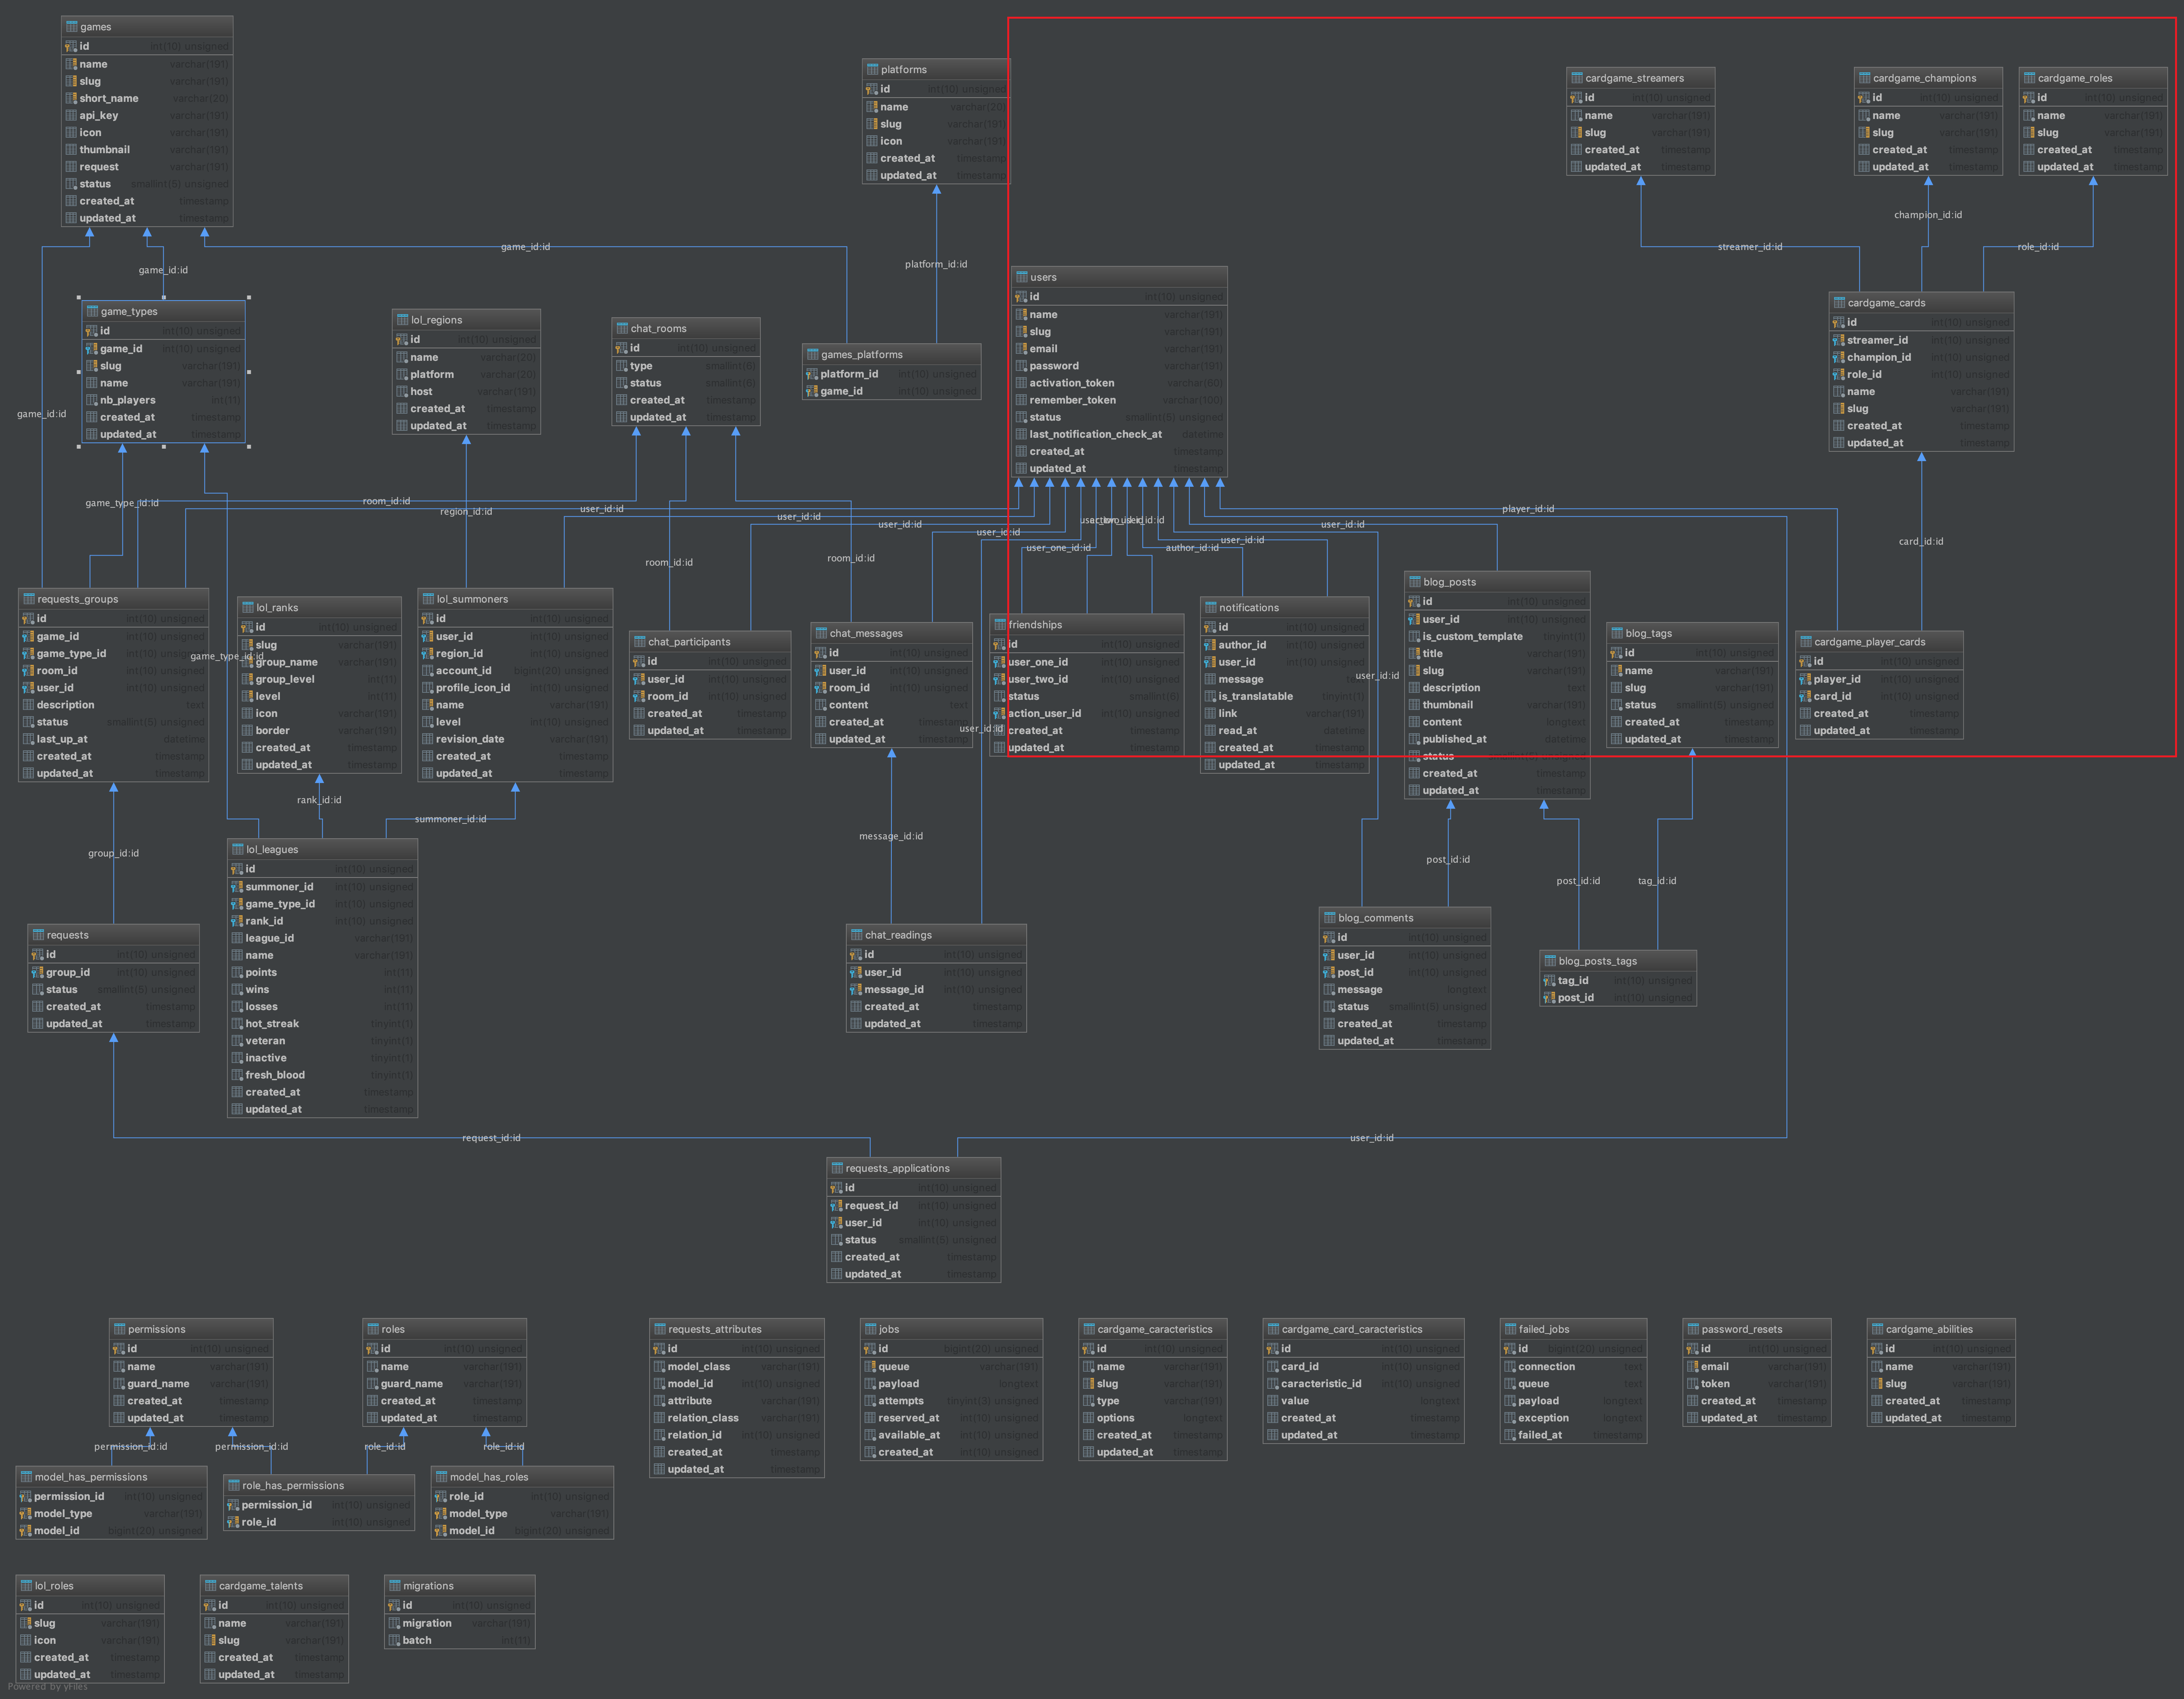 games
id int(10) unsigned
name varchar(191)
slug varchar(191)
short_name varchar(20)
api_key varchar(191)
icon varchar(191)
thumbnail varchar(191)
request varchar(191)
status smallint(5) unsigned
created_at timestamp
updated_at timestamp
platforms
id int(10) unsigned
name varchar(20)
slug varchar(191)
icon varchar(191)
created_at timestamp
updated_at timestamp
cardgame_streamers
id int(10) unsigned
name varchar(191)
slug varchar(191)
created_at timestamp
updated_at timestamp
cardgame_champions
id int(10) unsigned
name varchar(191)
slug varchar(191)
created_at timestamp
updated_at timestamp
cardgame_roles
id int(10) unsigned
name varchar(191)
slug varchar(191)
created_at timestamp
updated_at timestamp
champion_id:id
game_id:id
streamer_id:id
role_id:id
platform_id:id
game_id:id
users
id int(10) unsigned
name varchar(191)
slug varchar(191)
email varchar(191)
password varchar(191)
activation_token varchar(60)
remember_token varchar(100)
status smallint(5) unsigned
last_notification_check_at datetime
created_at timestamp
updated_at timestamp
cardgame_cards
id int(10) unsigned
streamer_id int(10) unsigned
champion_id int(10) unsigned
role_id int(10) unsigned
name varchar(191)
slug varchar(191)
created_at timestamp
updated_at timestamp
game_types
id int(10) unsigned
game_id int(10) unsigned
slug varchar(191)
name varchar(191)
nb_players int(11)
created_at timestamp
updated_at timestamp
lol_regions
id int(10) unsigned
name varchar(20)
platform varchar(20)
host varchar(191)
created_at timestamp
updated_at timestamp
chat_rooms
id int(10) unsigned
type smallint(6)
status smallint(6)
created_at timestamp
updated_at timestamp
games_platforms
platform_id int(10) unsigned
game_id int(10) unsigned
game_id:id
game_type_id:id
room_id:id
region_id:id
user_id:id
user_id:id
user_id:id
user_id:id
user_id:id
player_id:id
user_one_id:id
author_id:id
user_id:id
card_id:id
room_id:id
room_id:id
requests_groups
id int(10) unsigned
game_id int(10) unsigned
game_type_id int(10) unsigned
room_id int(10) unsigned
user_id int(10) unsigned
description text
status smallint(5) unsigned
last_up_at datetime
created_at timestamp
updated_at timestamp
game_type_id:id
lol_ranks
id int(10) unsigned
slug varchar(191)
group_name varchar(191)
group_level int(11)
level int(11)
icon varchar(191)
border varchar(191)
created_at timestamp
updated_at timestamp
lol_summoners
id int(10) unsigned
user_id int(10) unsigned
region_id int(10) unsigned
account_id bigint(20) unsigned
profile_icon_id int(10) unsigned
name varchar(191)
level int(10) unsigned
revision_date varchar(191)
created_at timestamp
updated_at timestamp
chat_participants
id int(10) unsigned
user_id int(10) unsigned
room_id int(10) unsigned
created_at timestamp
updated_at timestamp
chat_messages
id int(10) unsigned
user_id int(10) unsigned
room_id int(10) unsigned
content text
created_at timestamp
updated_at timestamp
user_id:id
friendships
id int(10) unsigned
user_one_id int(10) unsigned
user_two_id int(10) unsigned
status smallint(6)
action_user_id int(10) unsigned
created_at timestamp
updated_at timestamp
notifications
id int(10) unsigned
author_id int(10) unsigned
user_id int(10) unsigned
message
is_translatable tinyint(1)
link varchar(191)
read_at datetime
created_at timestamp
updated_at timestamp
user_id:id
blog_posts
id int(10) unsigned
user_id int(10) unsigned
is_custom_template tinyint(1)
title varchar(191)
slug varchar(191)
description text
thumbnail varchar(191)
content longtext
published_at datetime
status smallint(5) unsigned
created_at timestamp
updated_at timestamp
blog_tags
id int(10) unsigned
name varchar(191)
slug varchar(191)
status smallint(5) unsigned
created_at timestamp
updated_at timestamp
cardgame_player_cards
id int(10) unsigned
player_id int(10) unsigned
card_id int(10) unsigned
created_at timestamp
updated_at timestamp
rank_id:id
summoner_id:id
group_id:id
message_id:id
post_id:id
post_id:id
tag_id:id
lol_leagues
id int(10) unsigned
summoner_id int(10) unsigned
game_type_id int(10) unsigned
rank_id int(10) unsigned
league_id varchar(191)
name varchar(191)
points int(11)
wins int(11)
losses int(11)
hot_streak tinyint(1)
veteran tinyint(1)
inactive tinyint(1)
fresh_blood tinyint(1)
created_at timestamp
updated_at timestamp
requests
id int(10) unsigned
group_id int(10) unsigned
status smallint(5) unsigned
created_at timestamp
updated_at timestamp
chat_readings
id int(10) unsigned
user_id int(10) unsigned
message_id int(10) unsigned
created_at timestamp
updated_at timestamp
blog_comments
id int(10) unsigned
user_id int(10) unsigned
post_id int(10) unsigned
message longtext
status smallint(5) unsigned
created_at timestamp
updated_at timestamp
blog_posts_tags
tag_id int(10) unsigned
post_id int(10) unsigned
request_id:id
user_id:id
requests_applications
id int(10) unsigned
request_id int(10) unsigned
user_id int(10) unsigned
status smallint(5) unsigned
created_at timestamp
updated_at timestamp
permissions
id int(10) unsigned
name varchar(191)
guard_name varchar(191)
created_at timestamp
updated_at timestamp
roles
id int(10) unsigned
name varchar(191)
guard_name varchar(191)
created_at timestamp
updated_at timestamp
requests_attributes
id int(10) unsigned
model_class varchar(191)
model_id int(10) unsigned
attribute varchar(191)
relation_class varchar(191)
relation_id int(10) unsigned
created_at timestamp
updated_at timestamp
jobs
id bigint(20) unsigned
queue varchar(191)
payload longtext
attempts tinyint(3) unsigned
reserved_at int(10) unsigned
available_at int(10) unsigned
created_at int(10) unsigned
cardgame_caracteristics
id int(10) unsigned
name varchar(191)
slug varchar(191)
type varchar(191)
options longtext
created_at timestamp
updated_at timestamp
cardgame_card_caracteristics
id int(10) unsigned
card_id int(10) unsigned
caracteristic_id int(10) unsigned
value longtext
created_at timestamp
updated_at timestamp
failed_jobs
id bigint(20) unsigned
connection text
queue text
payload longtext
exception longtext
failed_at timestamp
password_resets
id int(10) unsigned
email varchar(191)
token varchar(191)
created_at timestamp
updated_at timestamp
cardgame_abilities
id int(10) unsigned
name varchar(191)
slug varchar(191)
created_at timestamp
updated_at timestamp
permission_id:id
permission_id:id
role_id:id
role_id:id
model_has_permissions
permission_id int(10) unsigned
model_type varchar(191)
model_id bigint(20) unsigned
role_has_permissions
permission_id int(10) unsigned
role_id int(10) unsigned
model_has_roles
role_id int(10) unsigned
model_type varchar(191)
model_id bigint(20) unsigned
lol_roles
id int(10) unsigned
slug varchar(191)
icon varchar(191)
created_at timestamp
updated_at timestamp
cardgame_talents
id int(10) unsigned
name varchar(191)
slug varchar(191)
created_at timestamp
updated_at timestamp
migrations
id int(10) unsigned
migration varchar(191)
batch int(11)
Powered by yFiles